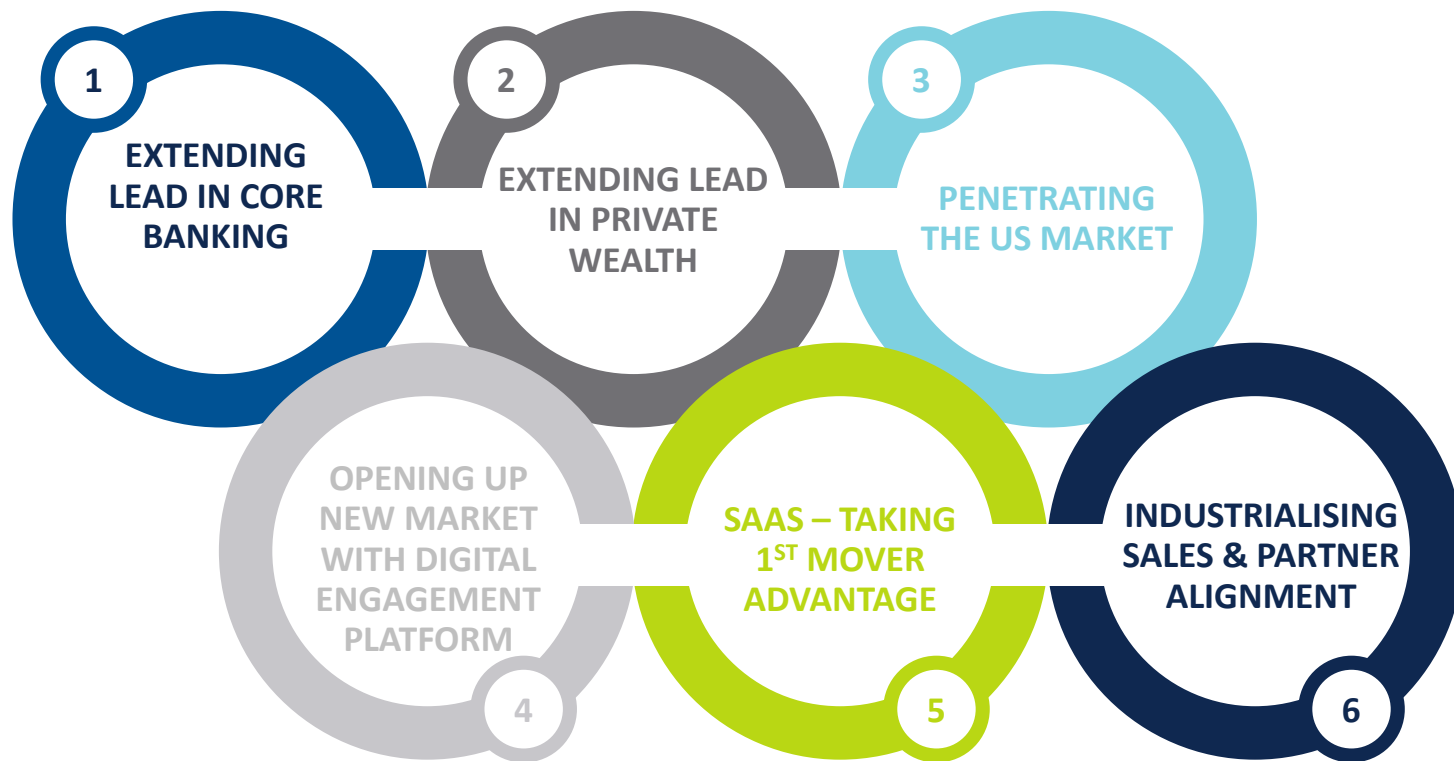 1
EXTENDING
LEAD IN CORE
BANKING
2
EXTENDING LEAD
IN PRIVATE
WEALTH
3
PENETRATING
THE US MARKET
OPENING UP
NEW MARKET
WITH DIGITAL
ENGAGEMENT
PLATFORM
4
SAAS – TAKING
1ST MOVER
ADVANTAGE
5
INDUSTRIALISING
SALES & PARTNER
ALIGNMENT
6